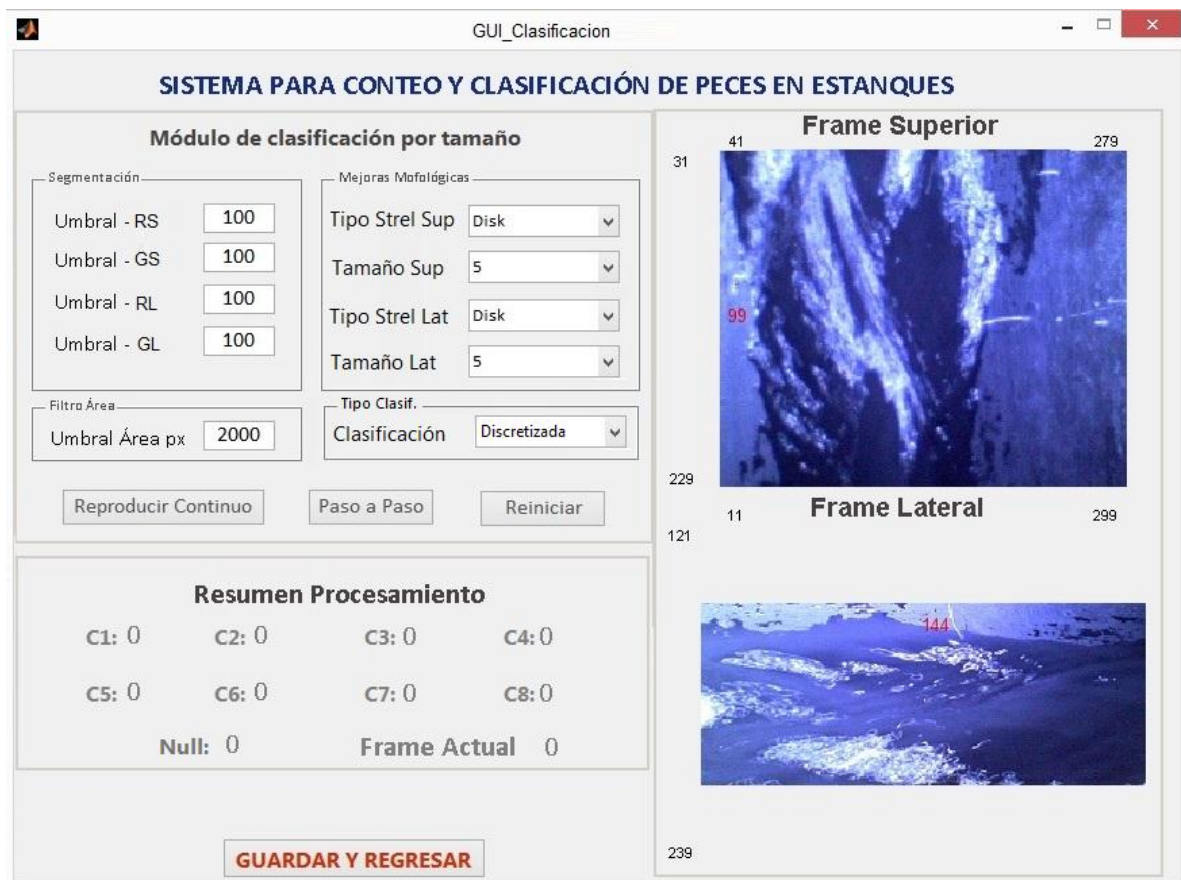 GUI_Clasificacion
SISTEMA PARA CONTEO Y CLASIFICACIÓN DE PECES EN ESTANQUES
Módulo de clasificación por tamaño
Segmentación
Umbral - RS 100
Umbral - GS 100
Umbral - RL 100
Umbral - GL 100
Mejoras Mofológicas
Tipo Strel Sup Disk
Tamaño Sup 5
Tipo Strel Lat Disk
Tamaño Lat 5
Filtro Área
Umbral Área px 2000
Tipo Clasif.
Clasificación Discretizada
Reproducir Continuo Paso a Paso Reiniciar
Resumen Procesamiento
C1: 0 C2: 0 C3: 0 C4: 0
C5: 0 C6: 0 C7: 0 C8: 0
Null: 0 Frame Actual 0
GUARDAR Y REGRESAR
Frame Superior
41 279
31
99
229
Frame Lateral
11 299
121
144
239